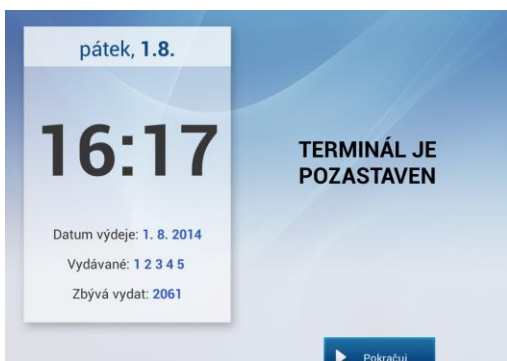 pátek, 1.8.
16:17
Datum výdeje: 1. 8. 2014
Vydávané: 1 2 3 4 5
Zbývá vydat: 2061
TERMINÁL JE
POZASTAVEN
Pokračuj